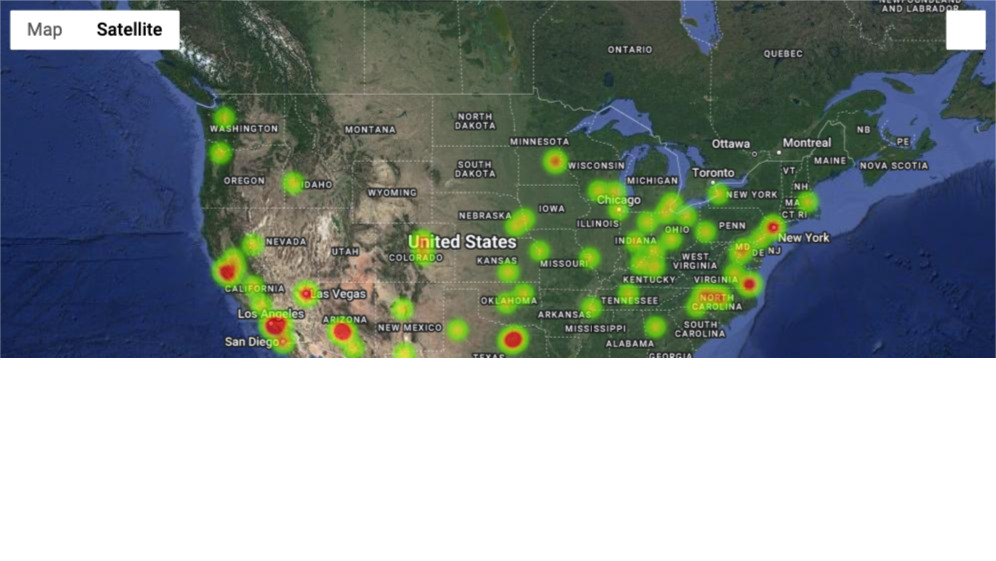 NEWFOUNDLAND
AND LABRADOR
Map
Satellite
ONTARIO
QUEBEC
WASHINGTON
MONTANA
NORTH
DAKOTA
MINNESOTA
Ottawa
Montreal
NB
PE
MAINE
NOVA SCOTIA
OREGON
IDAHO
SOUTH
DAKOTA
WISCONSIN
Toronto
VT
WYOMING
MICHIGAN
NEW YORK
NH
MA
CT RI
NEBRASKA
IOWA
Chicago
ILLINOIS
NEVADA
UTAH
United States
COLORADO
INDIANA
OHIO
PENN
New York
KANSAS
MISSOURI
WEST
VIRGINIA
MD
DE
NJ
CALIFORNIA
Las Vegas
KENTUCKY
VIRGINIA
OKLAHOMA
TENNESSEE
NORTH
CAROLINA
Los Angeles
ARIZONA
NEW MEXICO
ARKANSAS
MISSISSIPPI
SOUTH
CAROLINA
San Diego
ALABAMA
TEXAS
GEORGIA